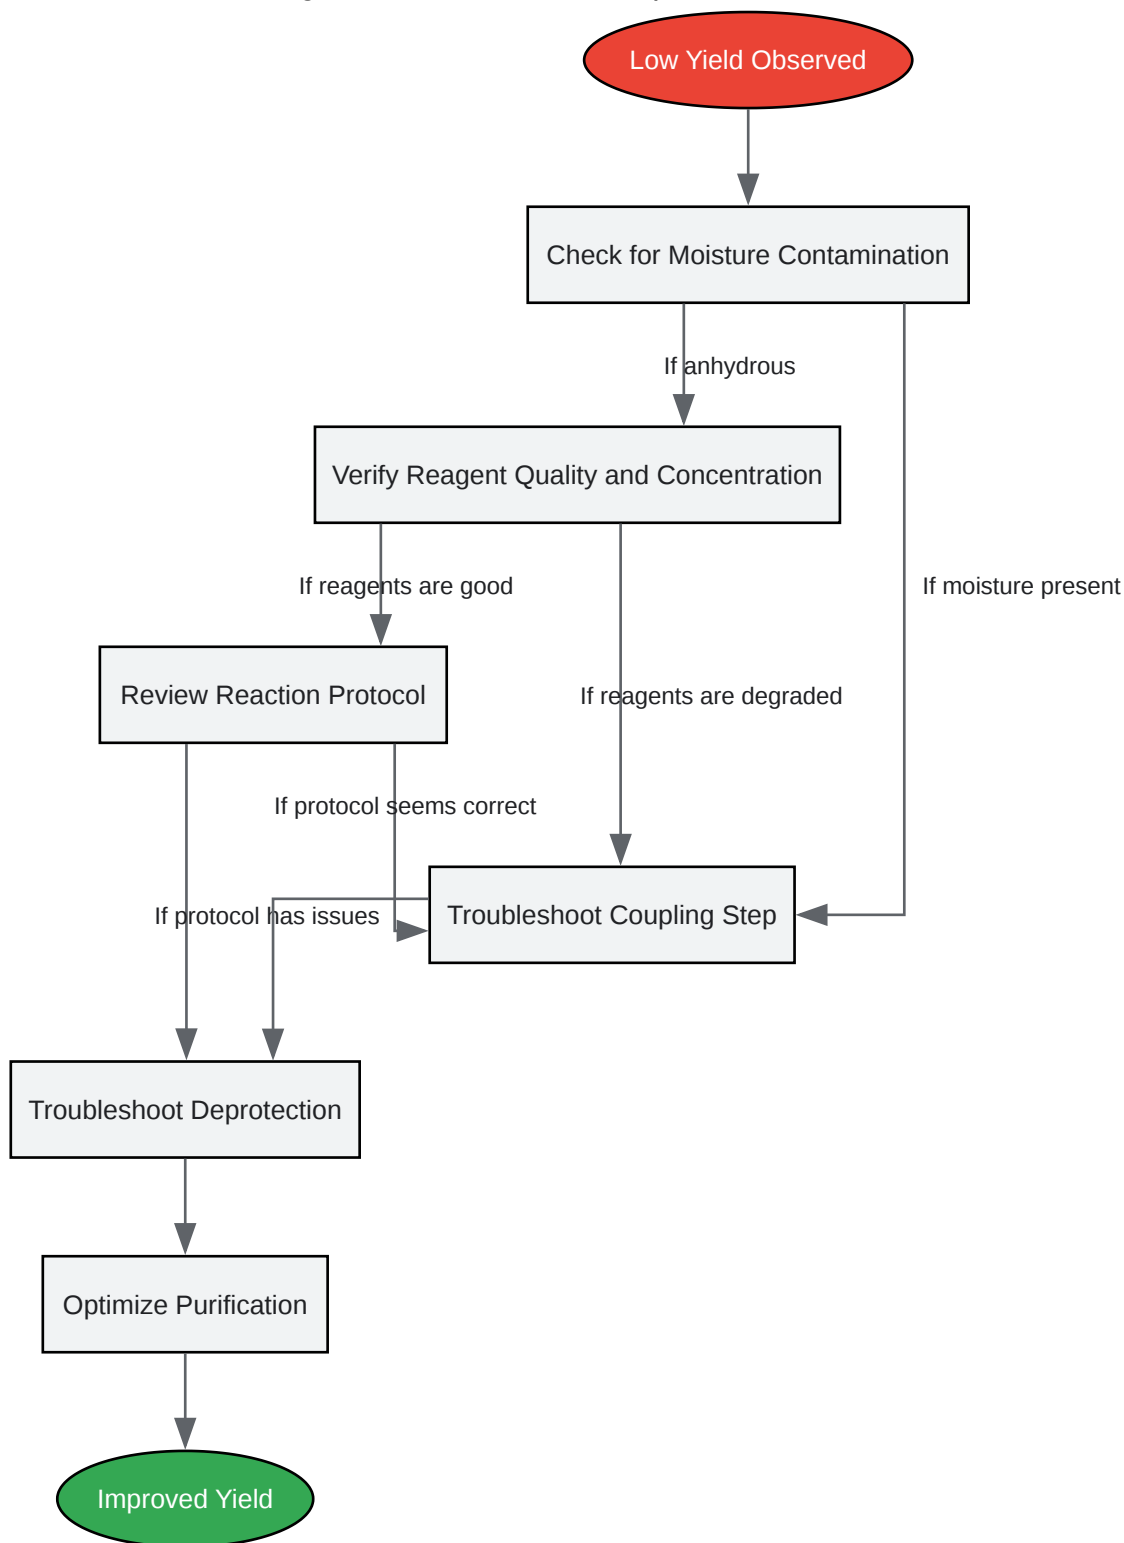 Low Yield Observed
Check for Moisture Contamination
If anhydrous
Verify Reagent Quality and Concentration
If reagents are good
If moisture present
Review Reaction Protocol
If reagents are degraded
If protocol seems correct
If protocol has issues
Troubleshoot Coupling Step
Troubleshoot Deprotection
Optimize Purification
Improved Yield